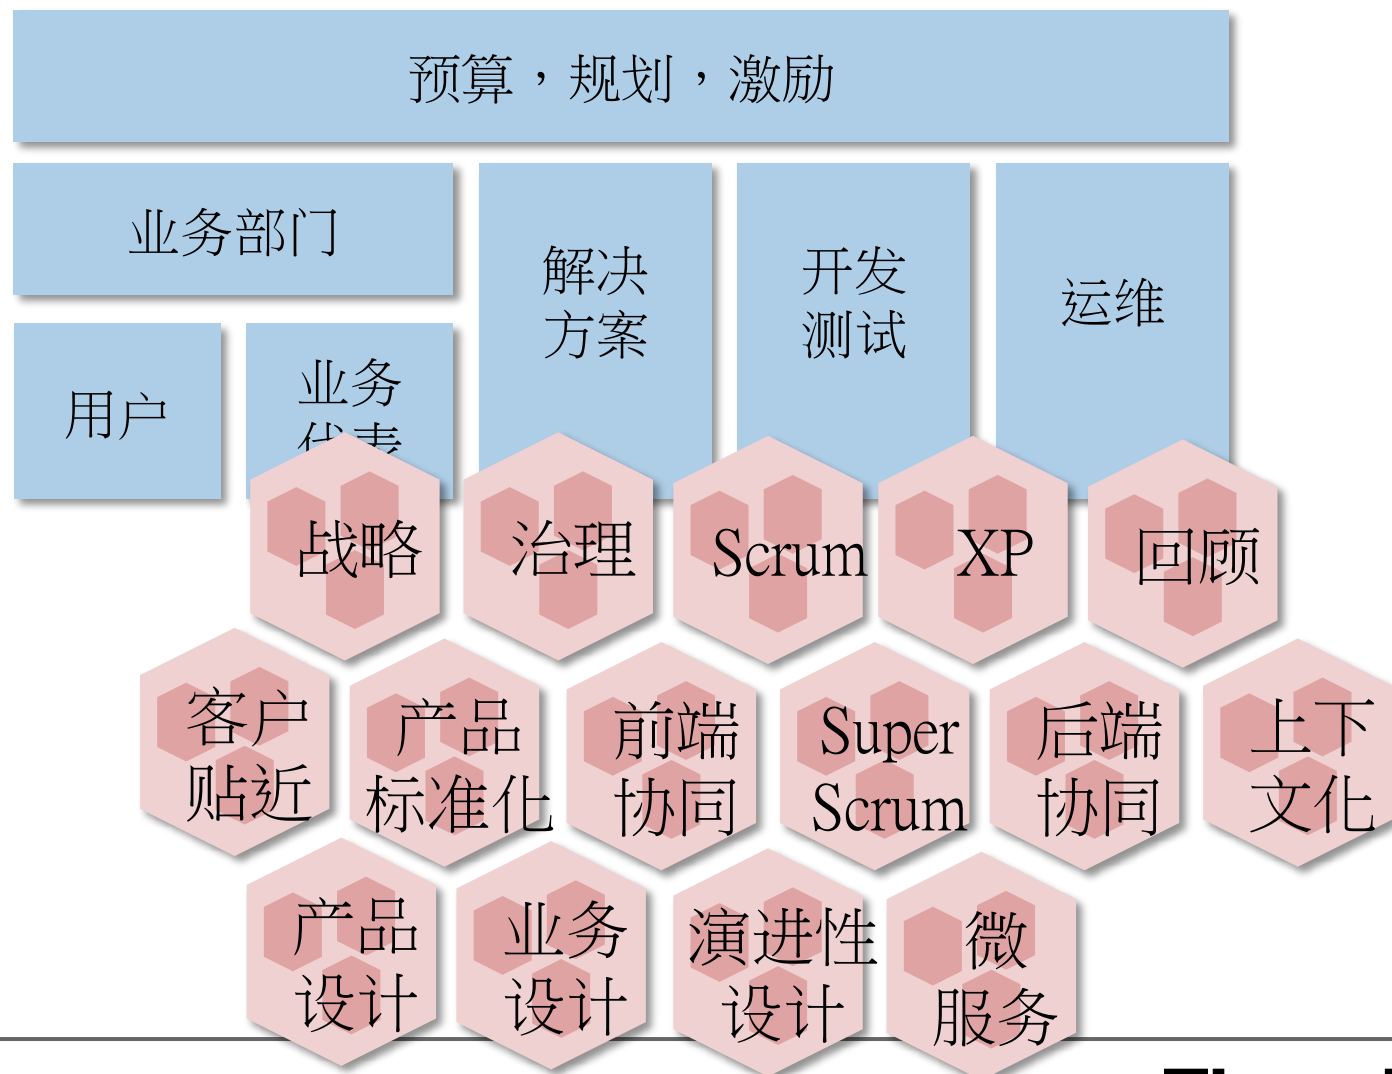 预算，规划，激励
业务部门
解决
方案
开发
测试
运维
用户
业务
代表
战略
治理
Scrum
XP
回顾
客户
贴近
产品
标准化
前端
协同
Super
Scrum
后端
协同
上下
文化
产品
设计
业务
设计
演进性
设计
微
服务